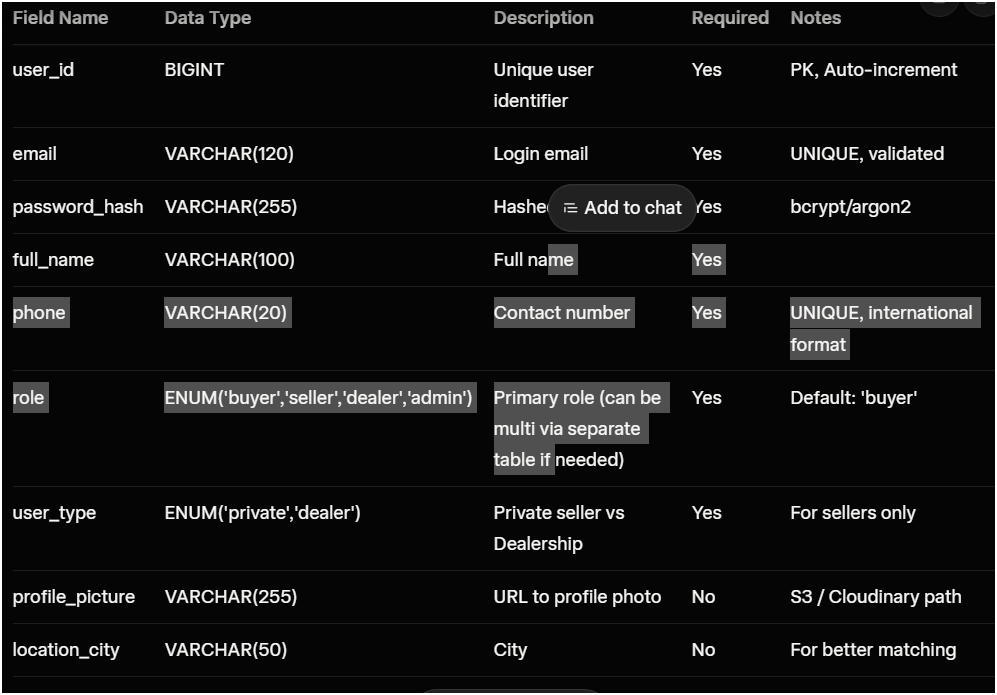 Field Name Data Type Description Required Notes
user_id BIGINT Unique user Yes PK, Auto-increment
identifier
email VARCHAR(120) Login email Yes UNIQUE, validated
password_hash VARCHAR(255) Yes bcrypt/argon2
Add to chat
full_name VARCHAR(100) Full name Yes
phone VARCHAR(20) Contact number Yes UNIQUE, international
format
role ENUM('buyer','seller','dealer','admin') Primary role (can be Yes Default: 'buyer'
multi via separate
table if needed)
user_type ENUM('private','dealer') Private seller vs Yes For sellers only
Dealership
profile_picture VARCHAR(255) URL to profile photo No S3 / Cloudinary path
location_city VARCHAR(50) City No For better matching